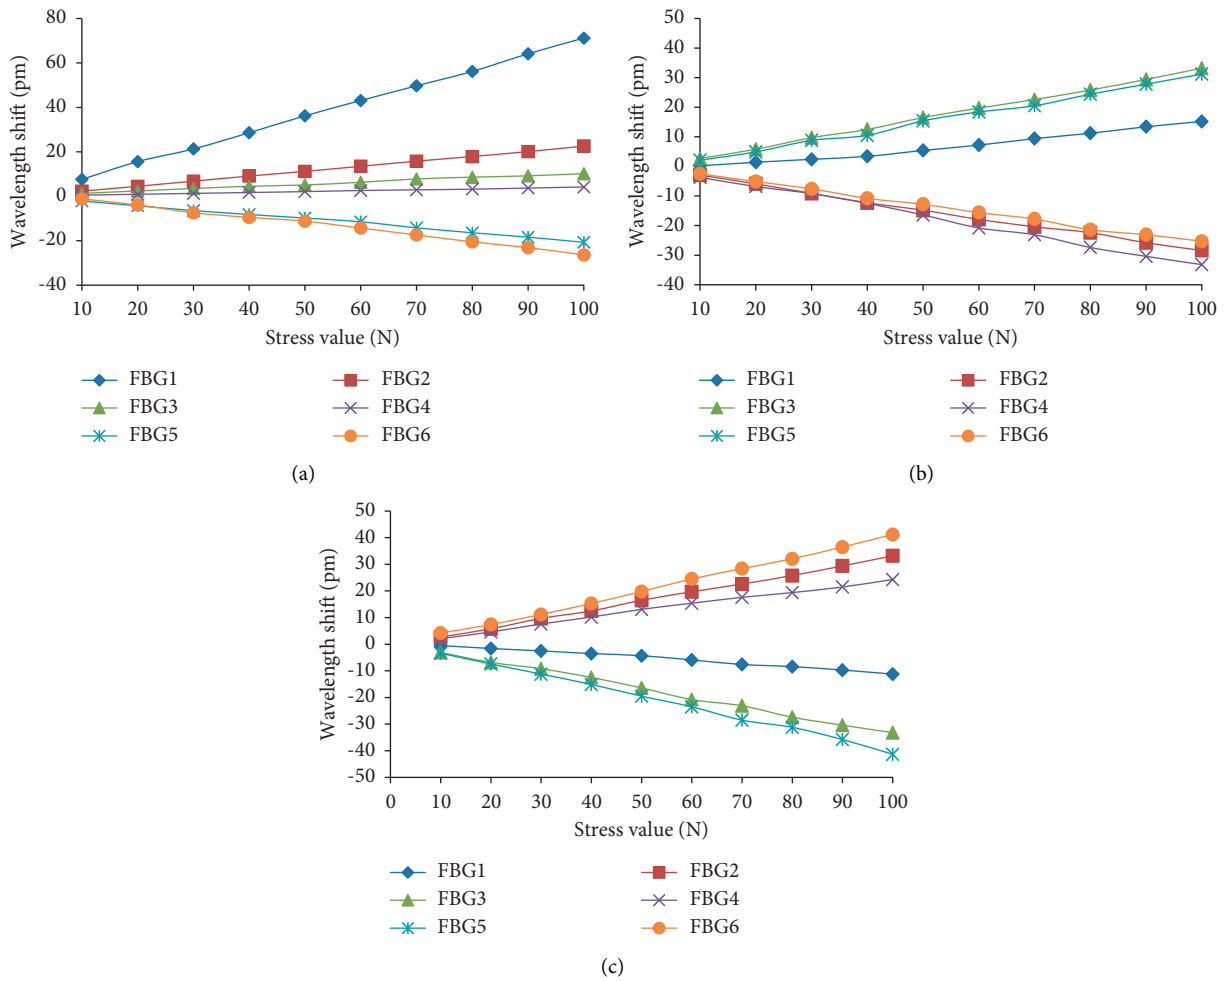 80
60
40
20
0
-20
-40
Wavelength shift (pm)
10 20 30 40 50 60 70 80 90 100
Stress value (N)
FBG1 FBG2
FBG3 FBG4
FBG5 FBG6
(a)
50
40
30
20
10
0
-10
-20
-30
-40
Wavelength shift (pm)
10 20 30 40 50 60 70 80 90 100
Stress value (N)
FBG1 FBG2
FBG3 FBG4
FBG5 FBG6
(b)
50
40
30
20
10
0
-10
-20
-30
-40
-50
Wavelength shift (pm)
0 10 20 30 40 50 60 70 80 90 100
Stress value (N)
FBG1 FBG2
FBG3 FBG4
FBG5 FBG6
(c)